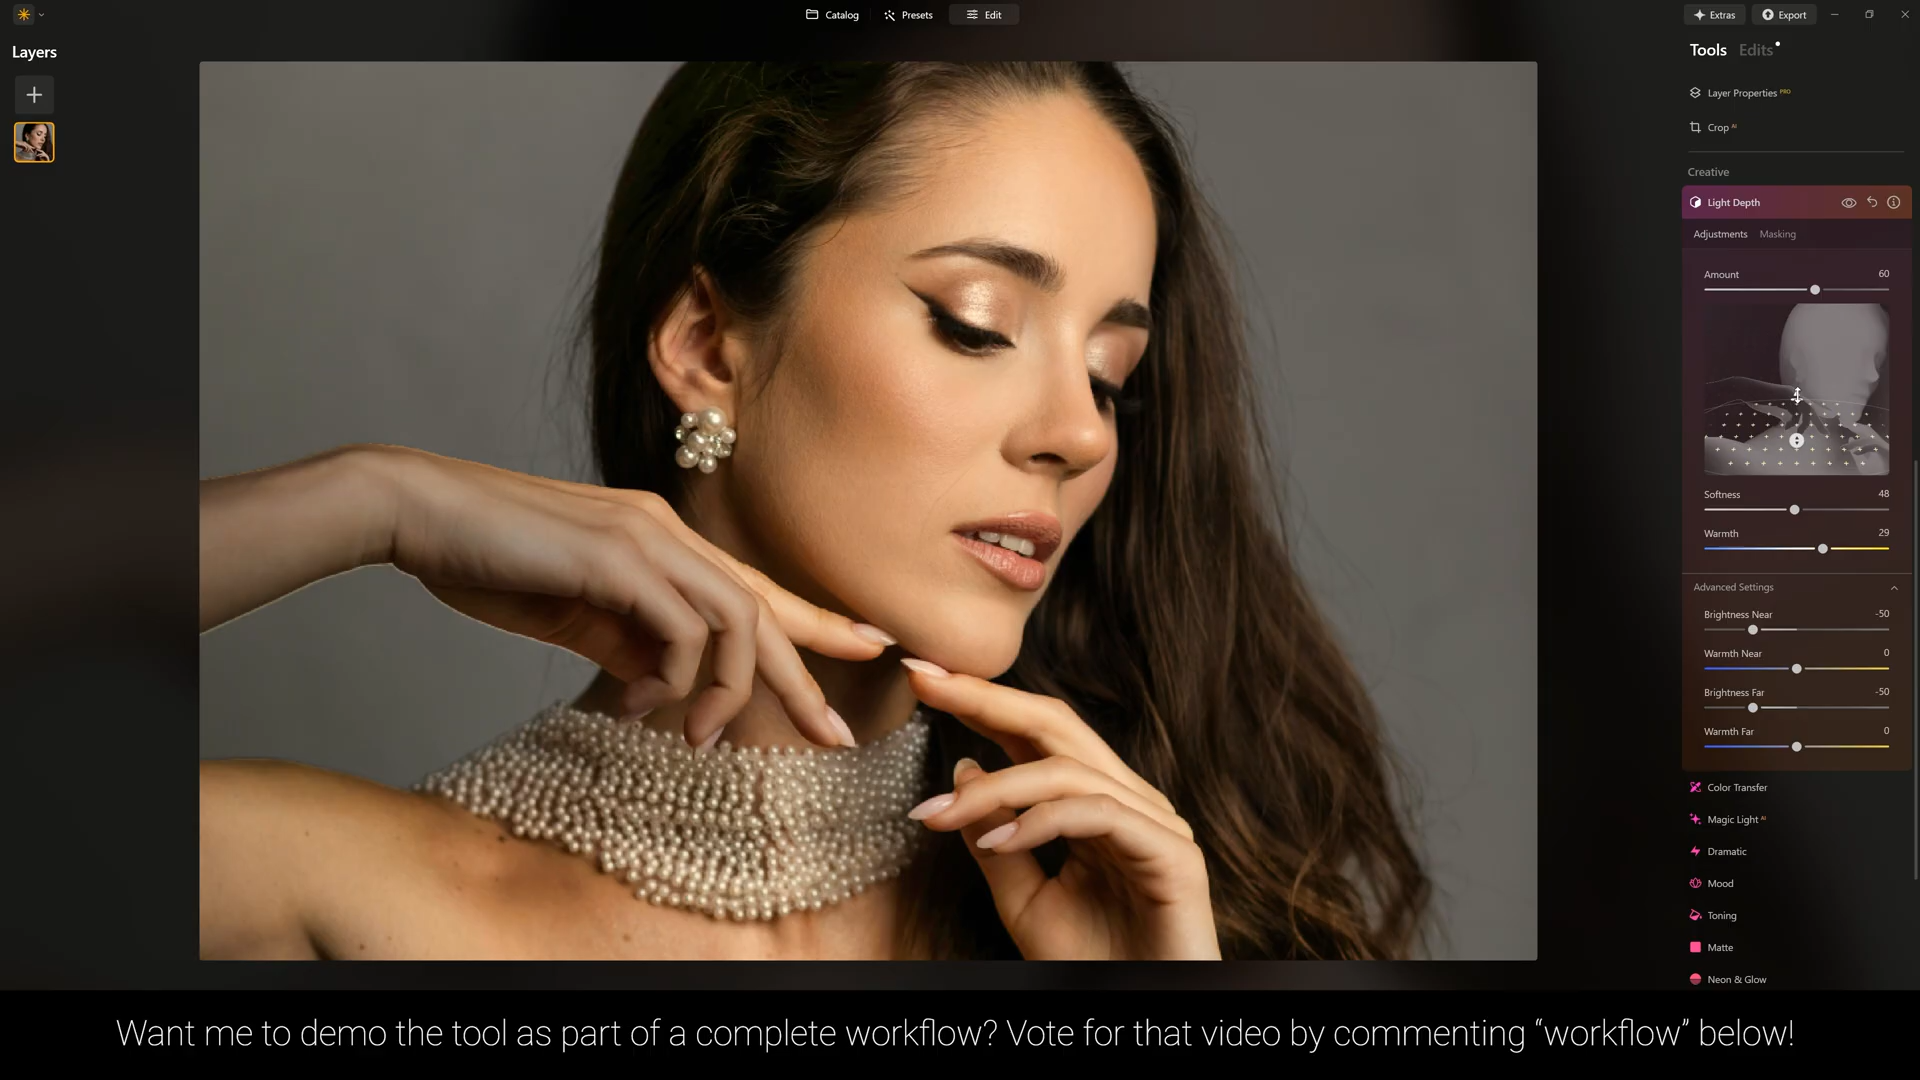 Catalog
Presets
Edit
Extras
Export
Layers
Tools
Edits
Layer Properties PRO
Crop AI
Creative
Light Depth
Adjustments
Masking
Amount 60
Softness 48
Warmth 29
Advanced Settings
Brightness Near -50
Warmth Near 0
Brightness Far -50
Warmth Far 0
Color Transfer
Magic Light AI
Dramatic
Mood
Toning
Matte
Neon & Glow
Want me to demo the tool as part of a complete workflow? Vote for that video by commenting “workflow” below!